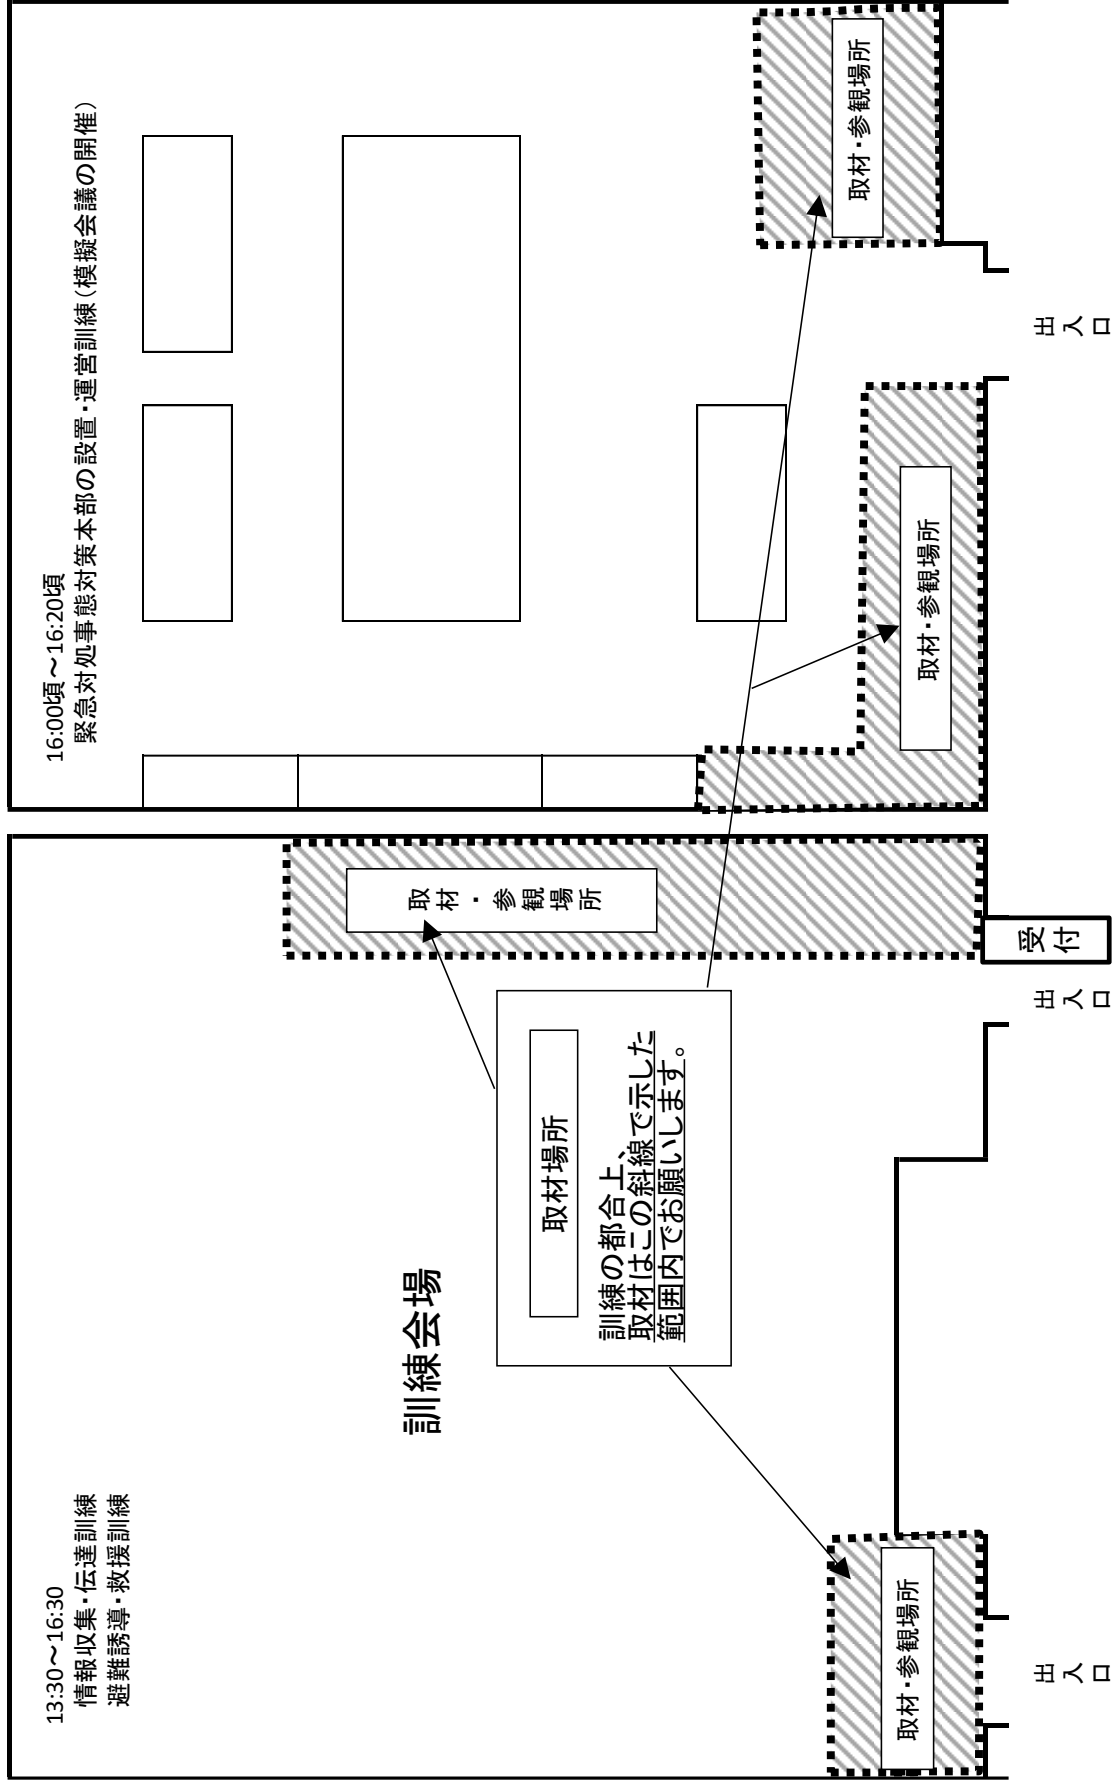 13:30～16:30
情報収集・伝達訓練
避難誘導・救援訓練
訓練会場
取材場所
訓練の都合上、
取材はこの斜線で示した
範囲内でお願いします。
取材・参観場所
取材・参観場所
出入口
出入口
受付
16:00頃～16:20頃
緊急対処事態対策本部の設置・運営訓練（模擬会議の開催）
取材・参観場所
取材・参観場所
出入口